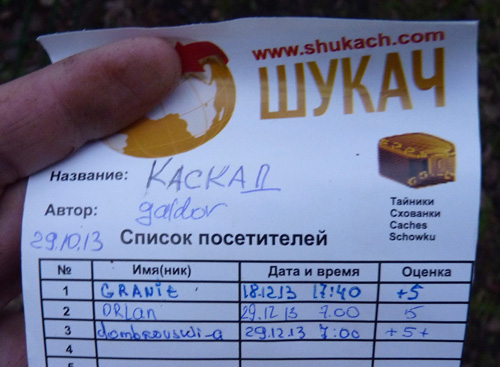 www.shukach.com
ШУКАЧ
Название: КАСКАД
Автор: galdor
Тайники
Схованки
Caches
Schowku
29.10.13 Список посетителей
№ Имя(ник) Дата и время Оценка
1 GRANIT 18.12.13 17:40 +5
2 ORLan 29.12.13 7.00 5
3 dombrouswi-a 29.12.13 7:00 +5+
4
5